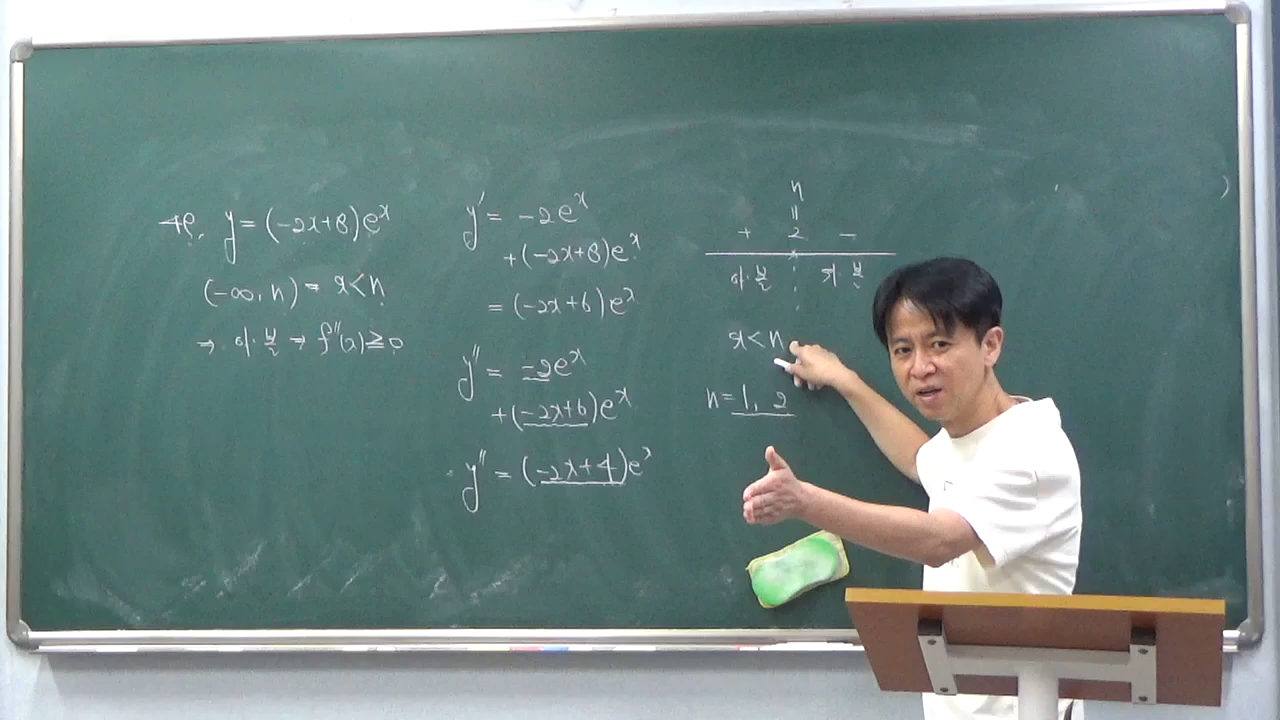 48. y = (-2x+8)e^x
(-∞, n) = x<n
→ 아.볼 → f''(x) ≥ 0
y' = -2e^x
+(-2x+8)e^x
= (-2x+6)e^x
y'' = -2e^x
+(-2x+6)e^x
y'' = (-2x+4)e^x
n
=
+ 2 -
아.볼 위.볼
x<n
n = 1, 2